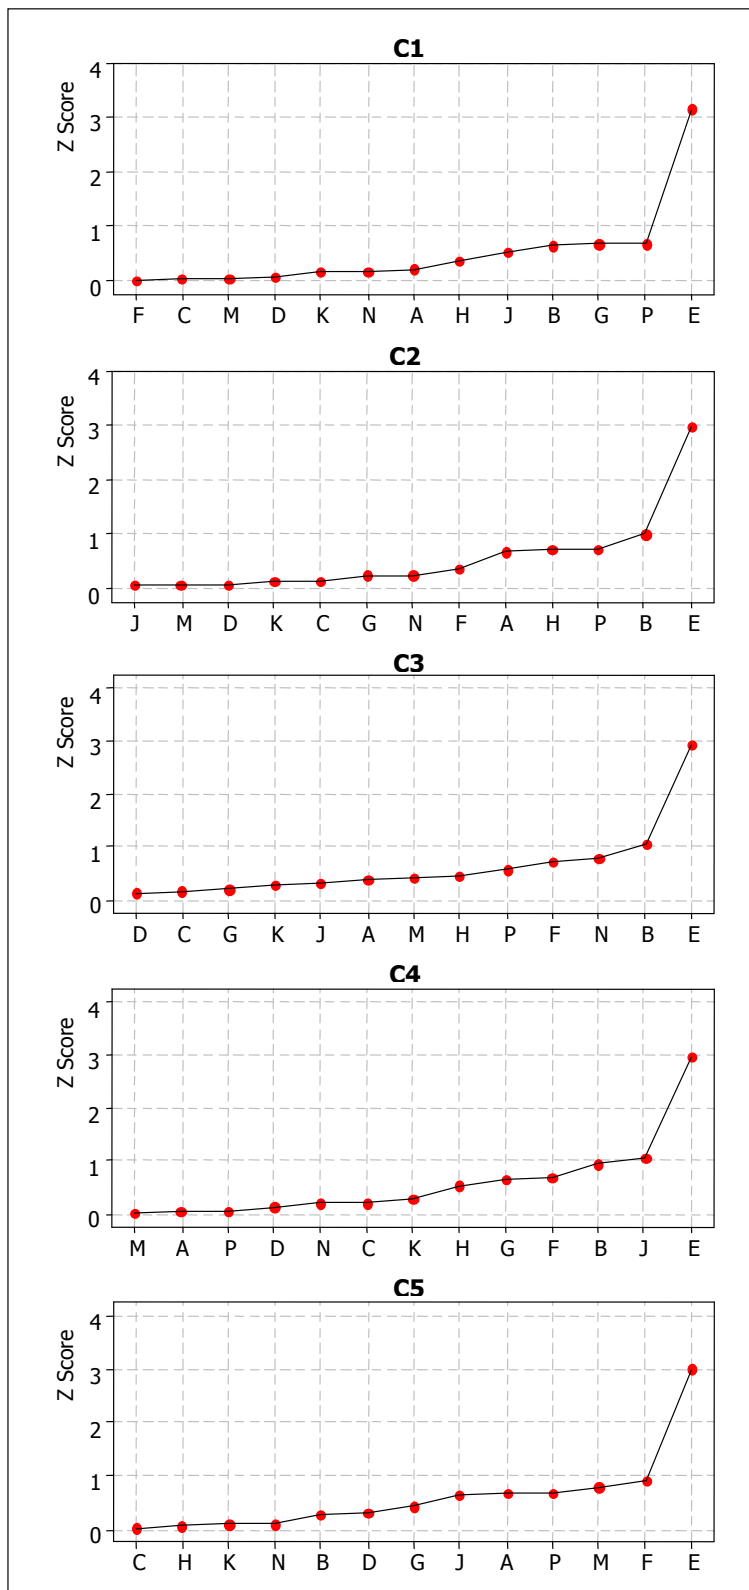 C1
Z Score
4
3
2
1
0
F C M D K N A H J B G P E
C2
Z Score
4
3
2
1
0
J M D K C G N F A H P B E
C3
Z Score
4
3
2
1
0
D C G K J A M H P F N B E
C4
Z Score
4
3
2
1
0
M A P D N C K H G F B J E
C5
Z Score
4
3
2
1
0
C H K N B D G J A P M F E